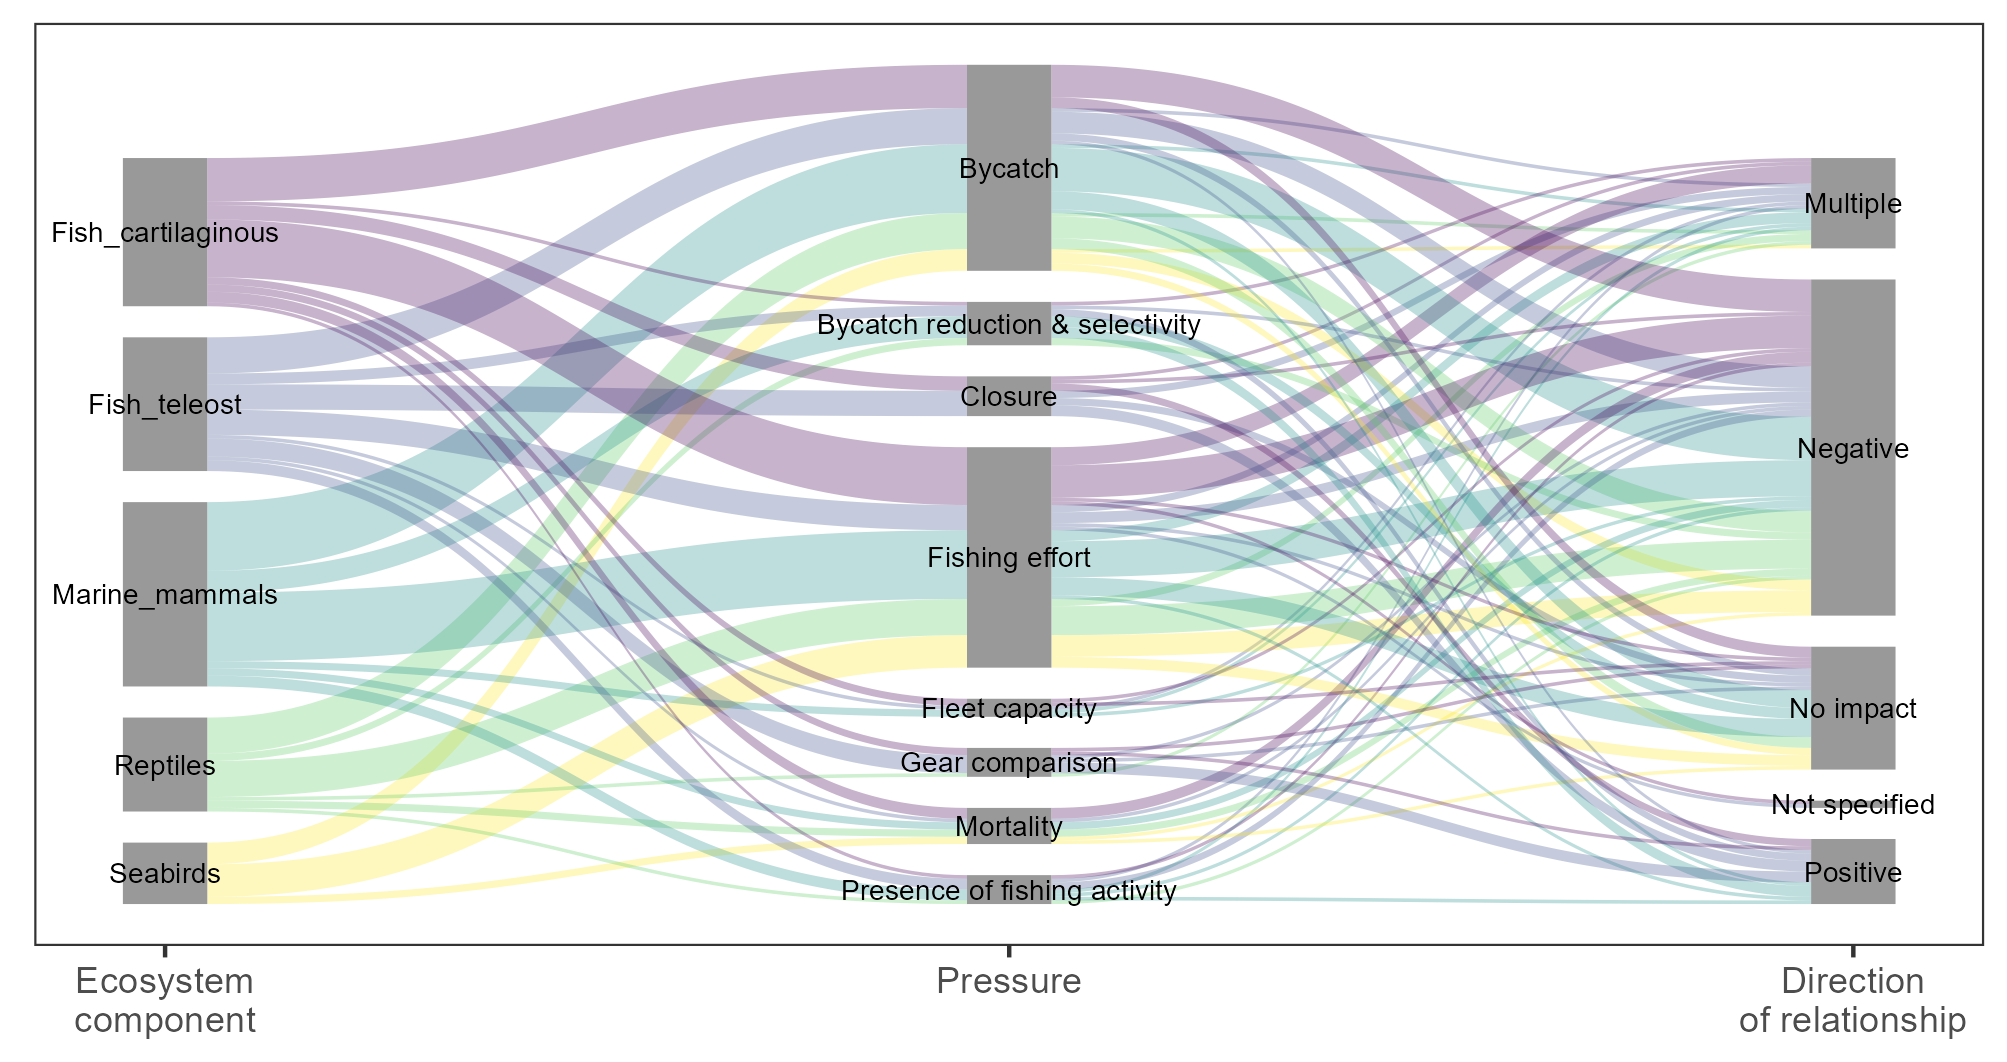 Fish_cartilaginous
Fish_teleost
Marine_mammals
Reptiles
Seabirds
Bycatch
Bycatch reduction & selectivity
Closure
Fishing effort
Fleet capacity
Gear comparison
Mortality
Presence of fishing activity
Multiple
Negative
No impact
Not specified
Positive
Ecosystem
component
Pressure
Direction
of relationship